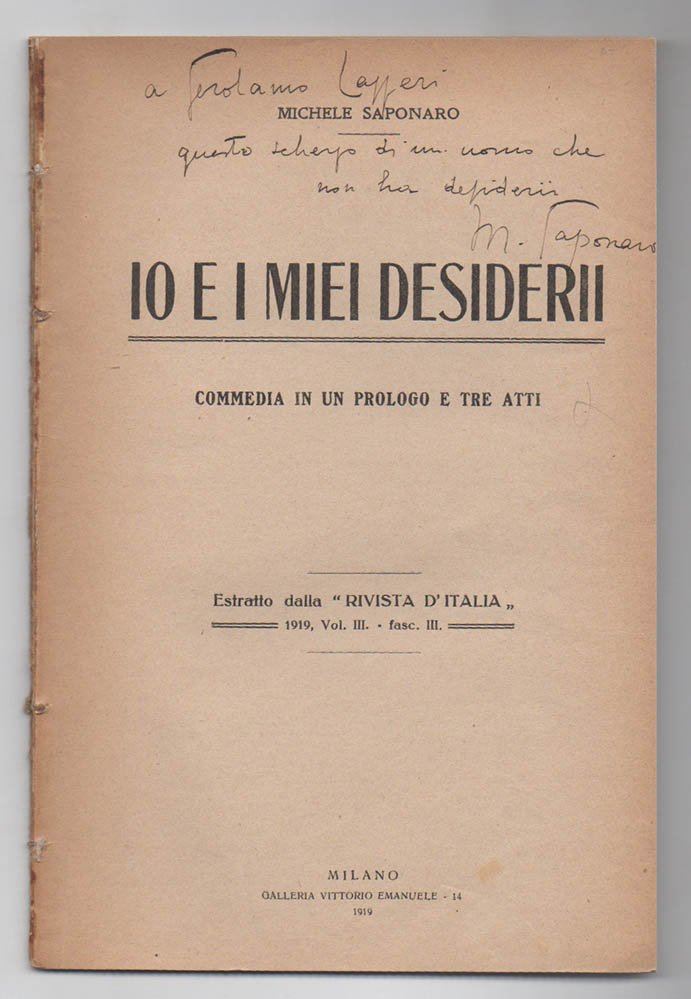 a Gerolamo Lazzeri
MICHELE SAPONARO
questo scherzo di un uomo che
non ha desiderii
M. Saponaro
IO E I MIEI DESIDERII
COMMEDIA IN UN PROLOGO E TRE ATTI
Estratto dalla “ RIVISTA D'ITALIA „
1919, Vol. III. - fasc. III.
MILANO
GALLERIA VITTORIO EMANUELE - 14
1919